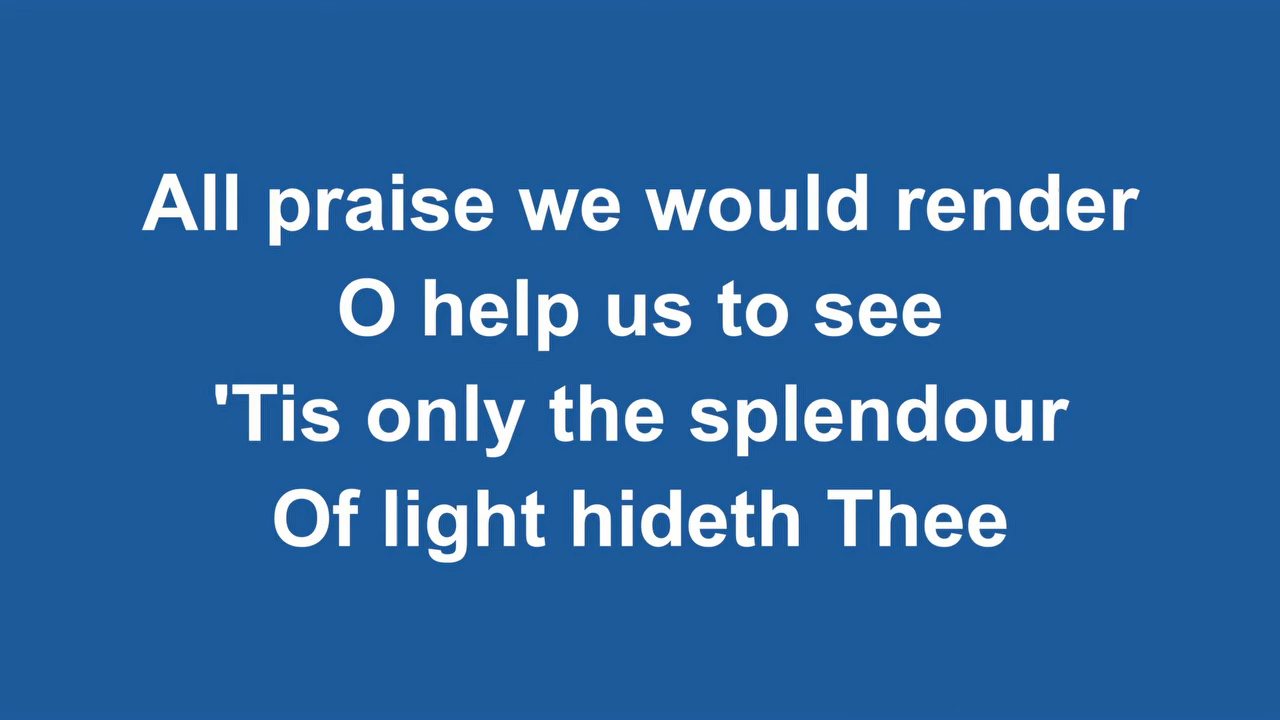 All praise we would render
O help us to see
'Tis only the splendour
Of light hideth Thee